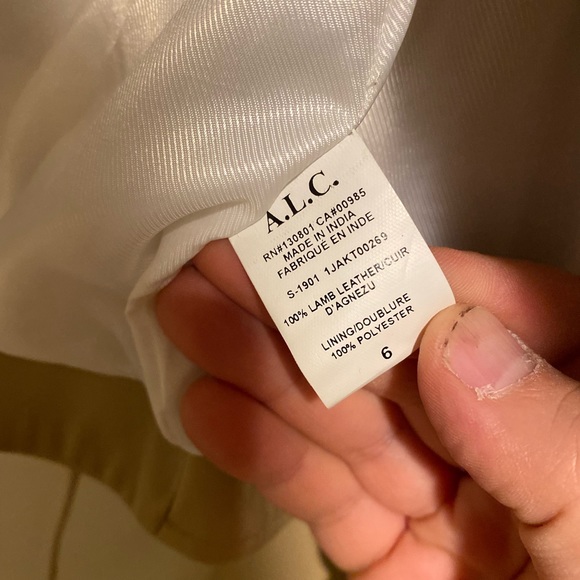 A.L.C.
RN#130801 CA#00985
MADE IN INDIA
FABRIQUE EN INDE
S-1901 1JAKT00269
100% LAMB LEATHER/CUIR
D'AGNEZU
LINING/DOUBLURE
100% POLYESTER
6